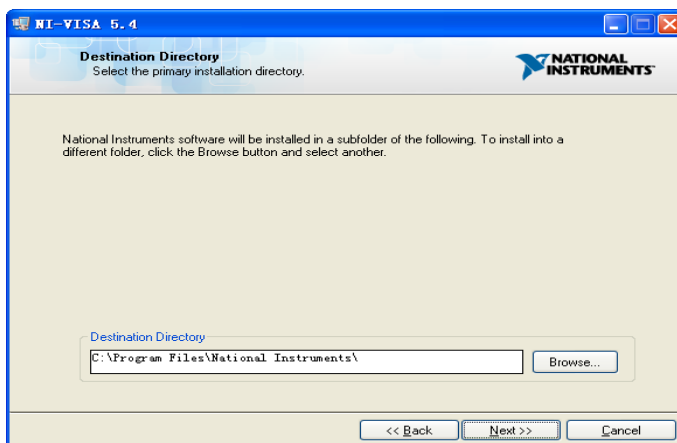 NI-VISA 5.4
Destination Directory
Select the primary installation directory.
NATIONAL
INSTRUMENTS
National Instruments software will be installed in a subfolder of the following. To install into a
different folder, click the Browse button and select another.
Destination Directory
C:\Program Files\National Instruments\
Browse...
<< Back
Next >>
Cancel